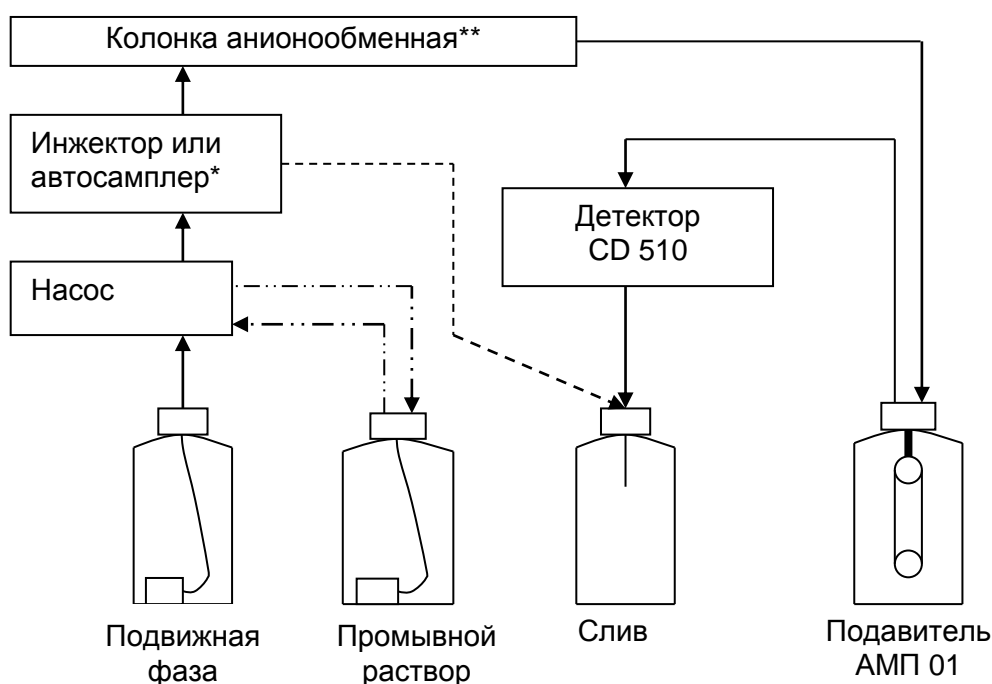 Колонка анионообменная**
Инжектор или
автосамплер*
Детектор
CD 510
Насос
Подвижная
фаза
Промывной
раствор
Слив
Подавитель
АМП 01